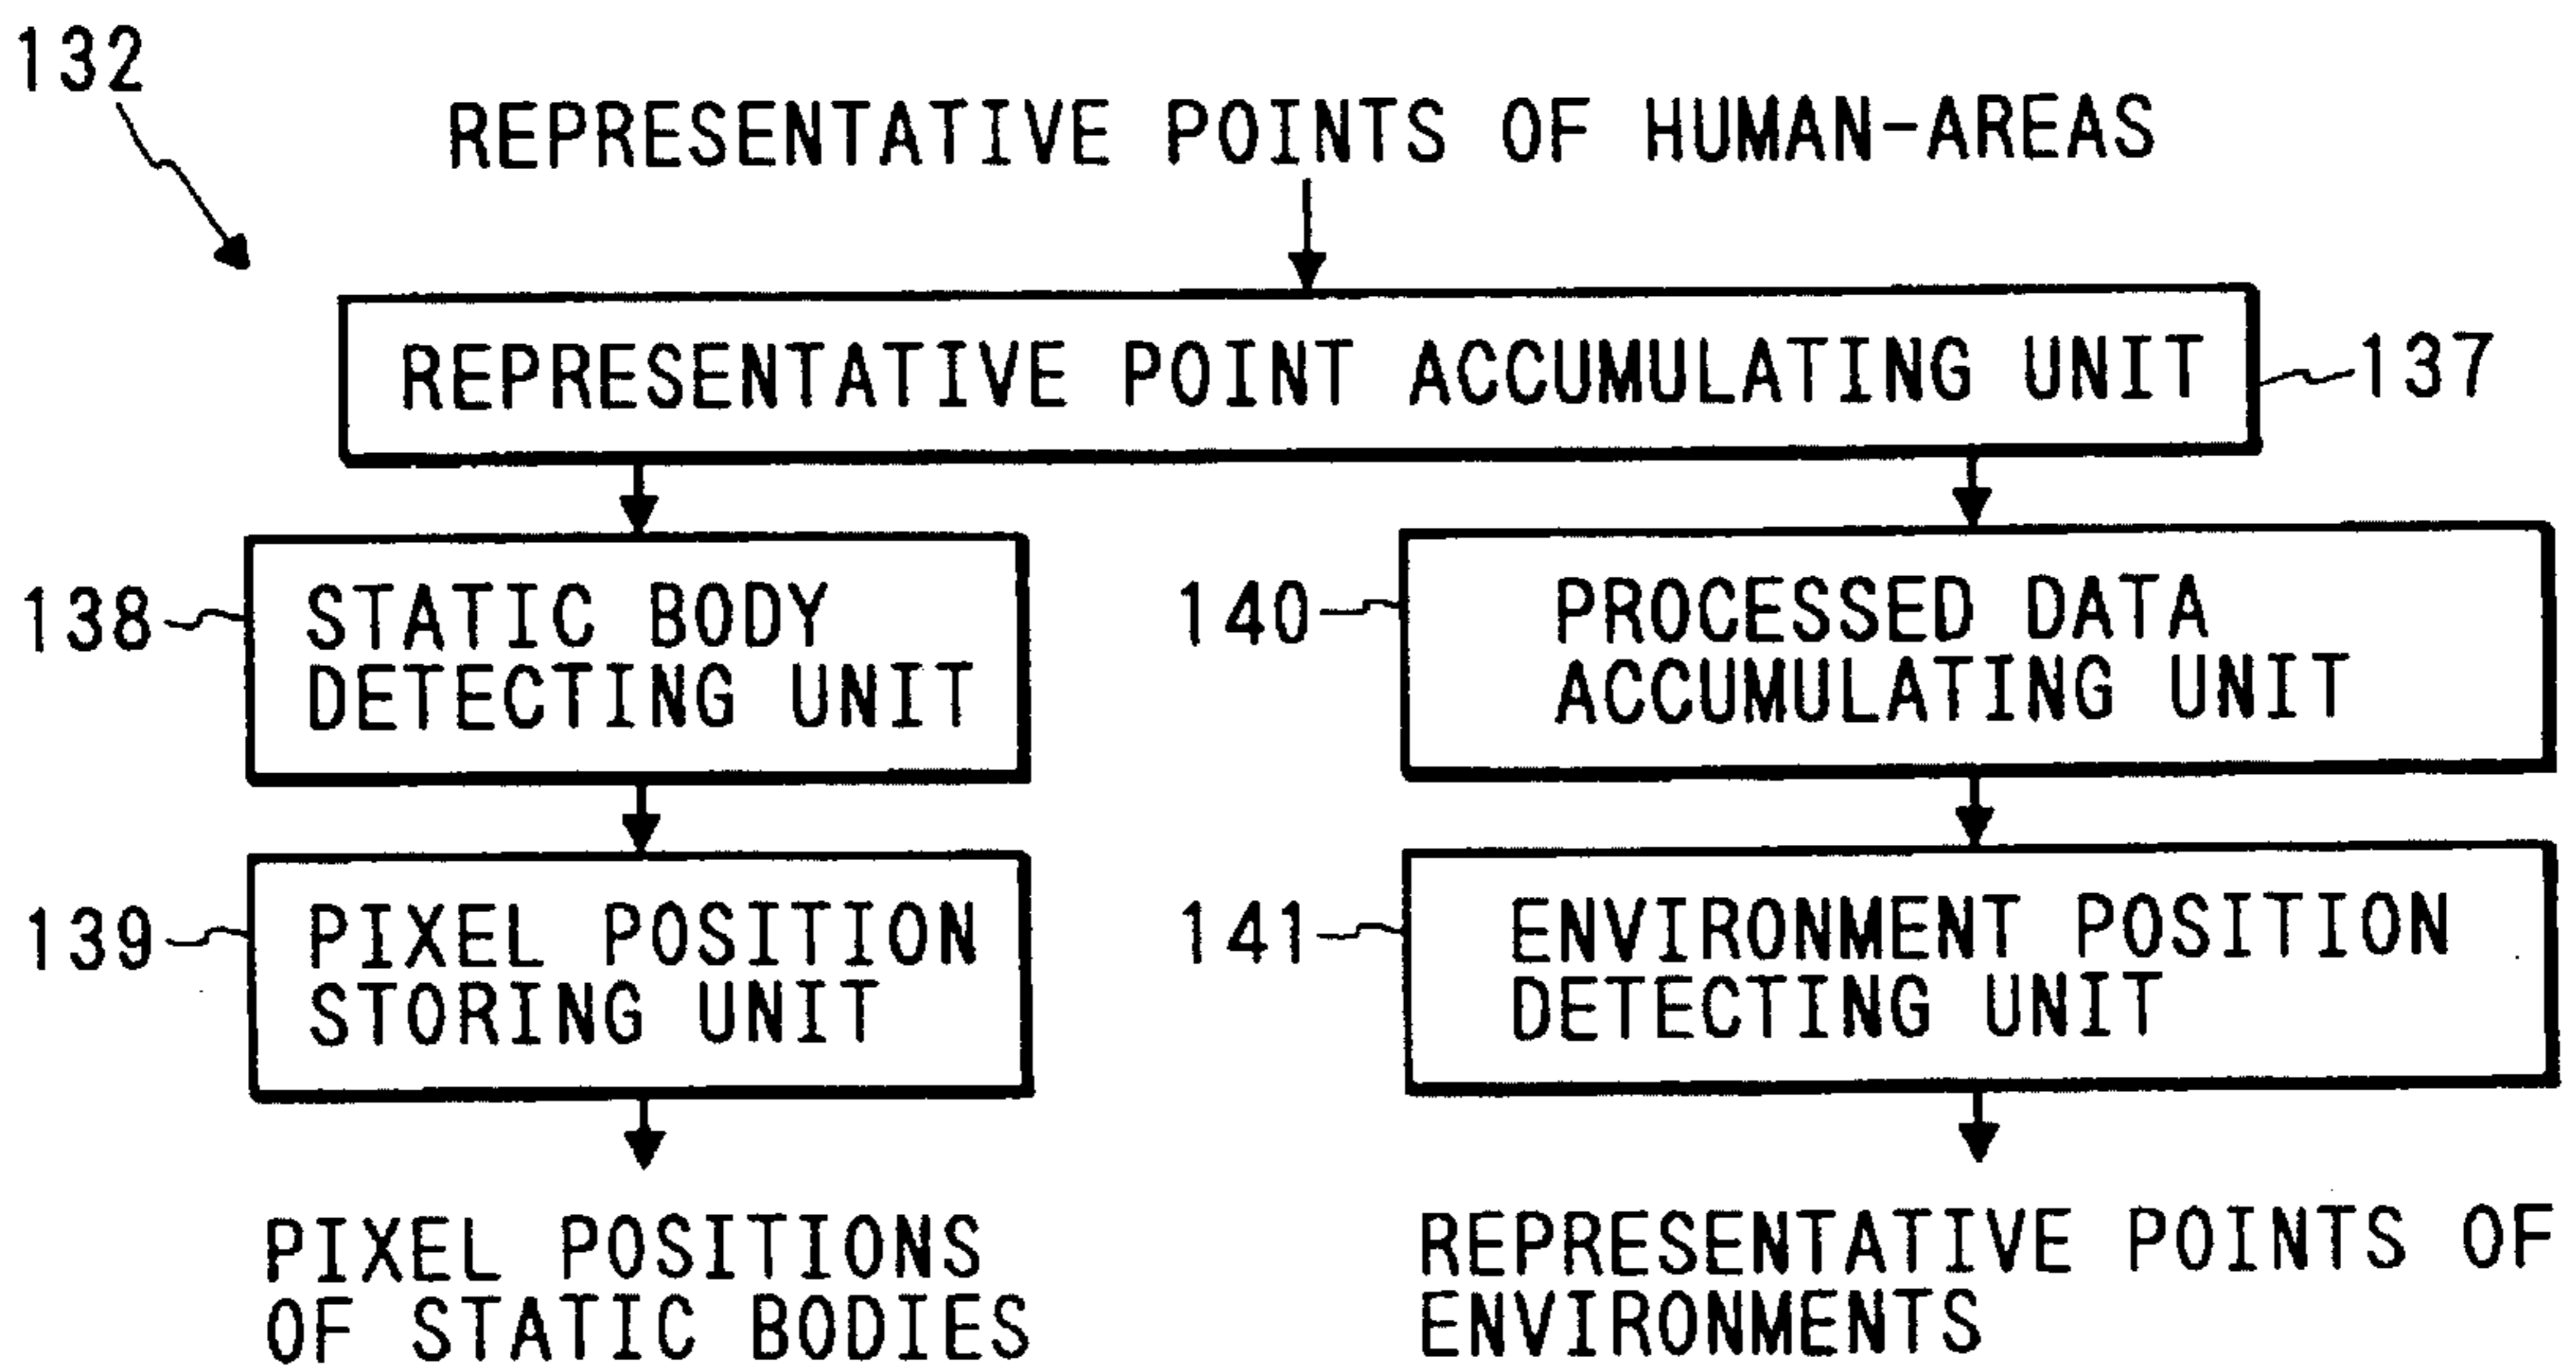 132
REPRESENTATIVE POINTS OF HUMAN-AREAS
REPRESENTATIVE POINT ACCUMULATING UNIT
137
138
STATIC BODY
DETECTING UNIT
140
PROCESSED DATA
ACCUMULATING UNIT
139
PIXEL POSITION
STORING UNIT
141
ENVIRONMENT POSITION
DETECTING UNIT
PIXEL POSITIONS
OF STATIC BODIES
REPRESENTATIVE POINTS OF
ENVIRONMENTS